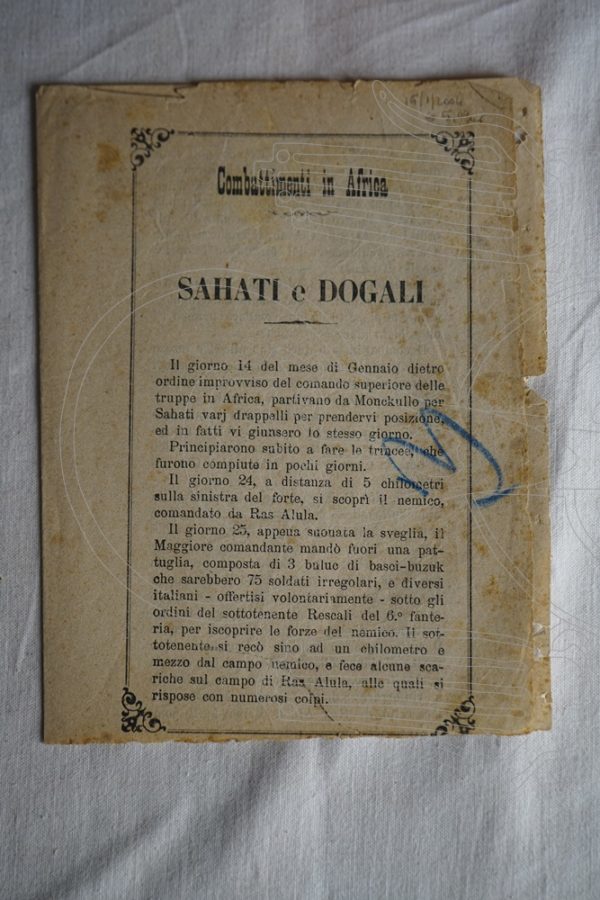 15/1/2004
Combattimenti in Africa
SAHATI e DOGALI
Il giorno 14 del mese di Gennaio dietro
ordine improvviso del comando superiore delle
truppe in Africa, partivano da Monckullo per
Sahati varj drappelli per prendervi posizione,
ed in fatti vi giunsero lo stesso giorno.
Principiarono subito a fare le trincee, che
furono compiute in pochi giorni.
Il giorno 24, a distanza di 5 chilometri
sulla sinistra del forte, si scoprì il nemico,
comandato da Ras Alula.
Il giorno 25, appena suonata la sveglia, il
Maggiore comandante mandò fuori una pat-
tuglia, composta di 3 buluc di basci-buzuk
che sarebbero 75 soldati irregolari, e diversi
italiani - offertisi volontariamente - sotto gli
ordini del sottotenente Rescali del 6.º fante-
ria, per iscoprire le forze del nemico. Il sot-
totenente si recò sino ad un chilometro e
mezzo dal campo nemico, e fece alcune sca-
riche sul campo di Ras Alula, alle quali si
rispose con numerosi colpi.